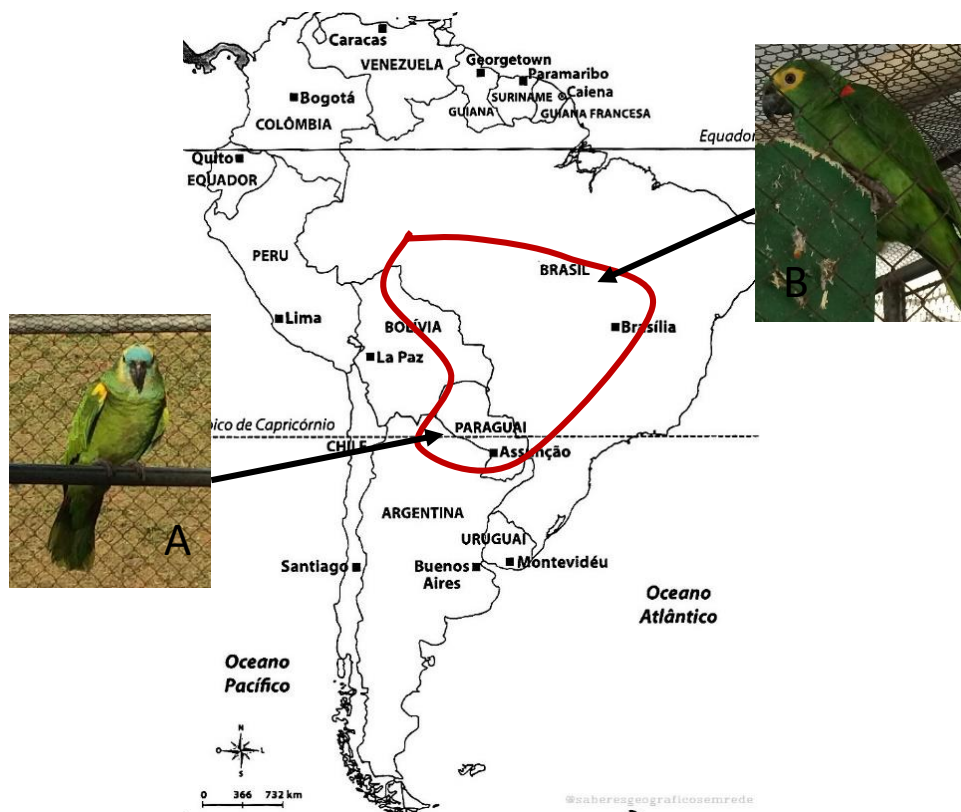 Caracas
VENEZUELA
Georgetown
Paramaribo
Caiena
SURINAME
GUIANA
GUIANA FRANCESA
Bogotá
COLÔMBIA
Equador
Quito
EQUADOR
PERU
BRASIL
B
Lima
BOLÍVIA
Brasília
La Paz
Trópico de Capricórnio
PARAGUAI
CHILE
Assunção
A
ARGENTINA
URUGUAI
Santiago
Buenos
Aires
Montevidéu
Oceano
Atlântico
Oceano
Pacífico
N
O
L
S
0 366 732 km
@saberesgeograficosemrede